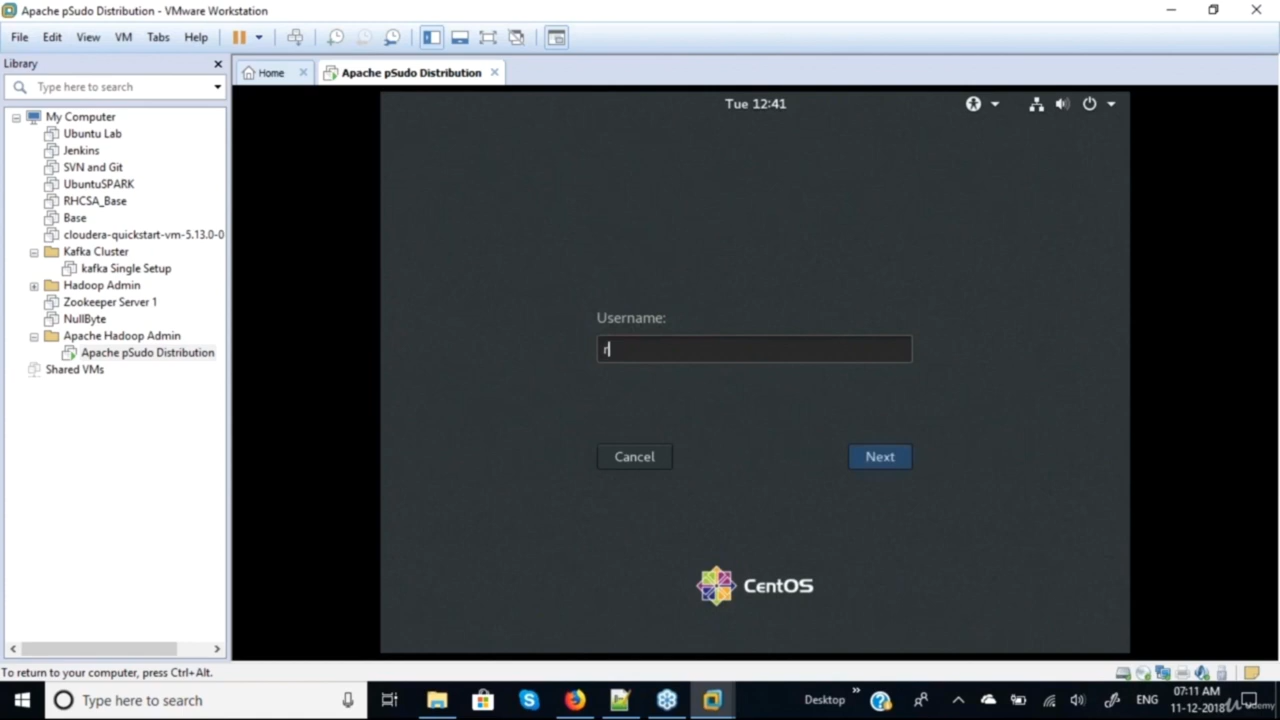 Apache pSudo Distribution - VMware Workstation
File Edit View VM Tabs Help
Library
Type here to search
Home
Apache pSudo Distribution
My Computer
Ubuntu Lab
Jenkins
SVN and Git
UbuntuSPARK
RHCSA_Base
Base
cloudera-quickstart-vm-5.13.0-0
Kafka Cluster
kafka Single Setup
Hadoop Admin
Zookeeper Server 1
NullByte
Apache Hadoop Admin
Apache pSudo Distribution
Shared VMs
Tue 12:41
Username:
r
Cancel
Next
CentOS
To return to your computer, press Ctrl+Alt.
Type here to search
Desktop
ENG
07:11 AM
11-12-2018
Udemy